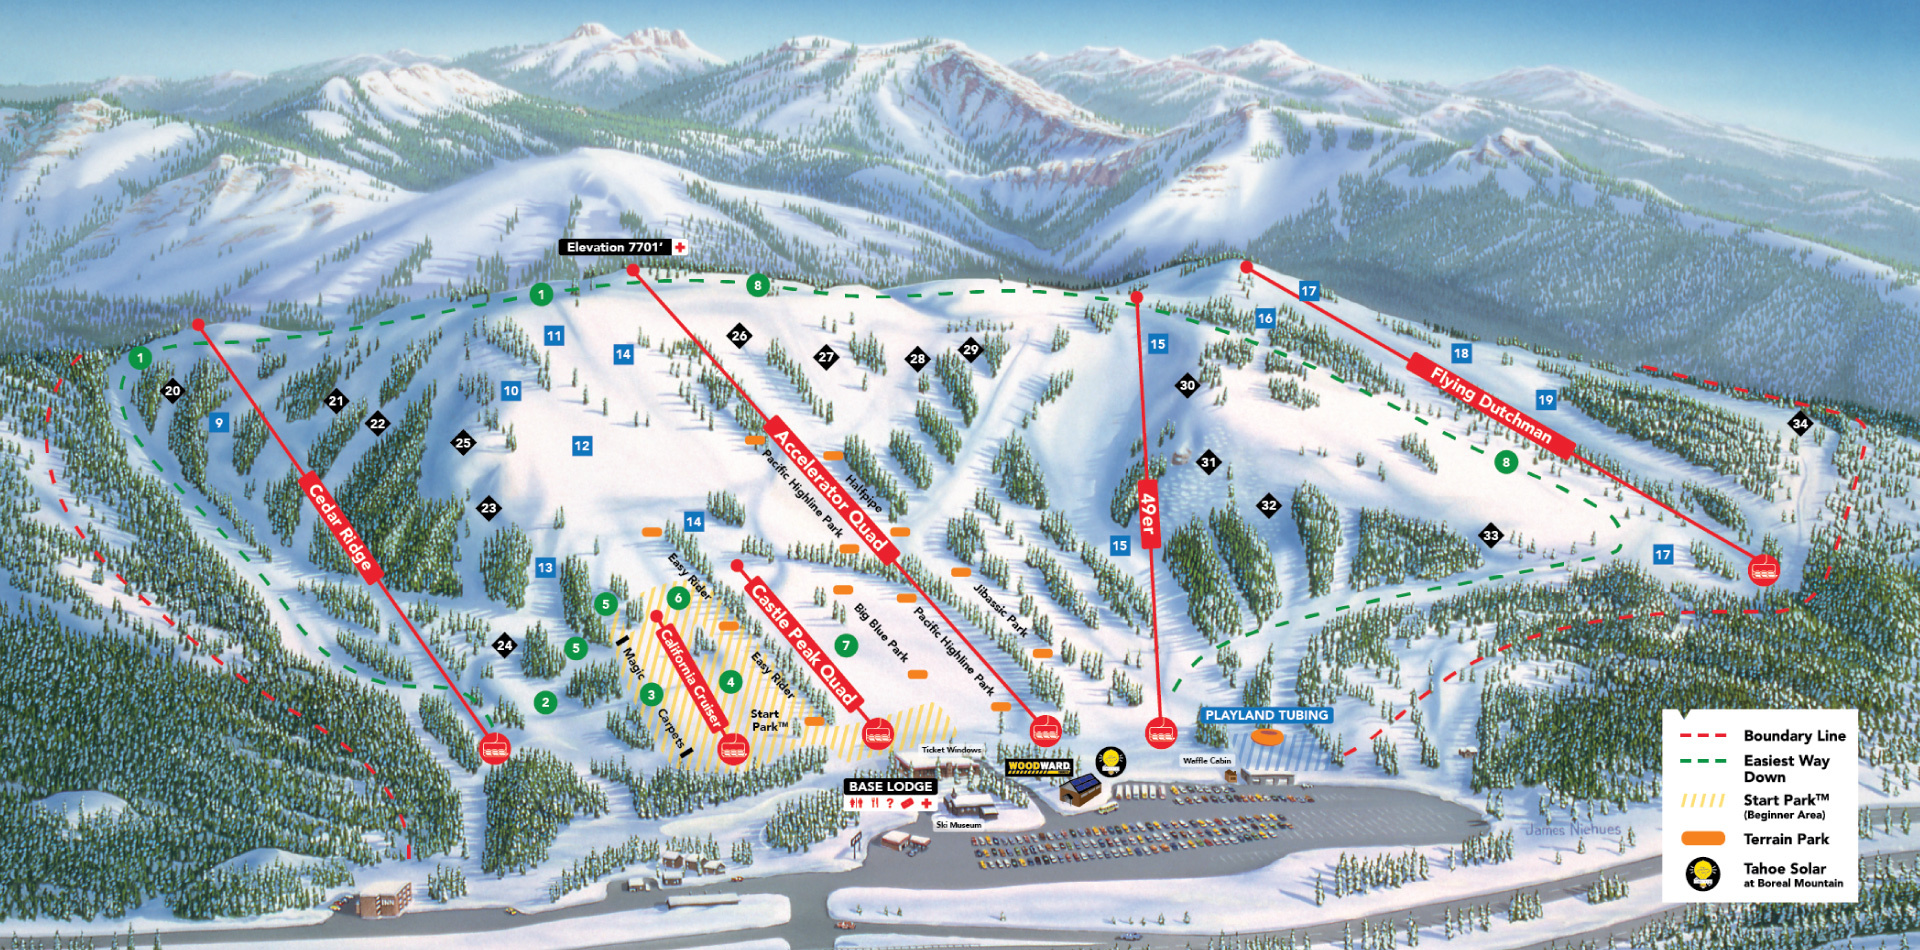 Elevation 7701'
1
8
17
16
11
26
15
18
14
27
28
29
1
20
10
30
19
21
9
22
34
25
12
Flying Dutchman
31
8
Accelerator Quad
Pacific Highline Park
Halfpipe
Cedar Ridge
23
49er
32
14
33
15
17
13
Easy Rider
Jibassic Park
5
6
Castle Peak Quad
Big Blue Park
Pacific Highline Park
24
5
Magic
California Cruiser
7
Easy Rider
4
3
2
Carpets
Start
Park™
PLAYLAND TUBING
Ticket Windows
WOODWARD
Waffle Cabin
BASE LODGE
?
Ski Museum
Boundary Line
Easiest Way
Down
Start Park™
(Beginner Area)
Terrain Park
Tahoe Solar
at Boreal Mountain
James Niehues